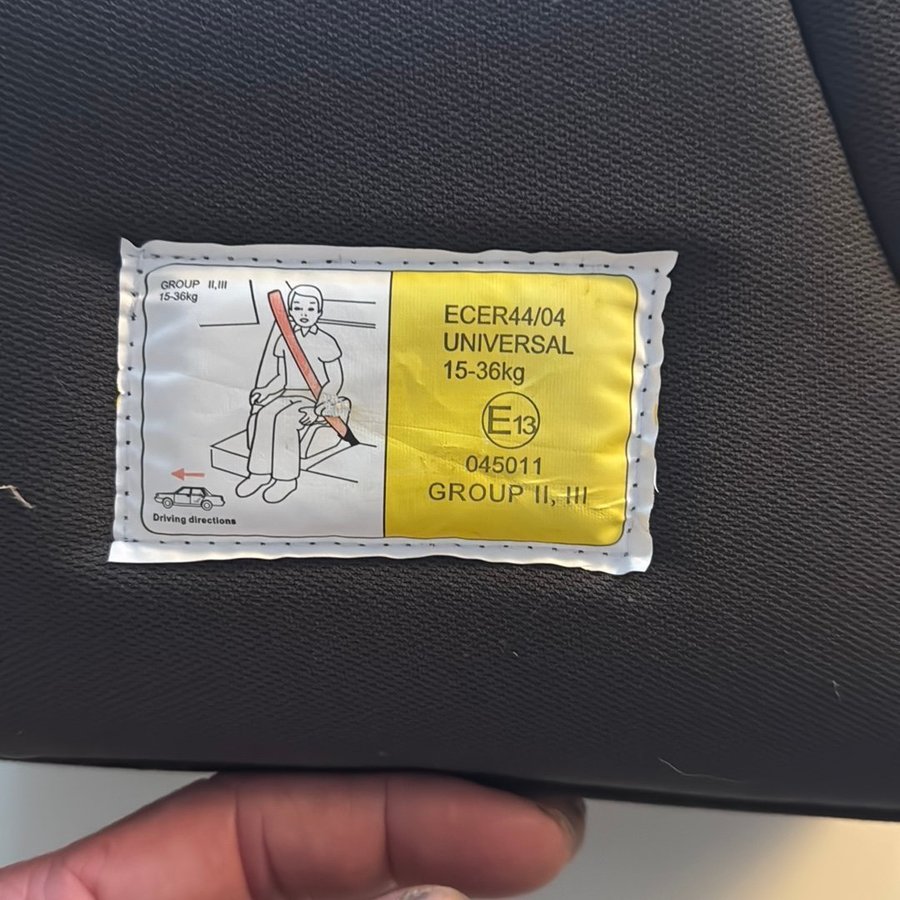 GROUP II,III
15-36kg
Driving directions
ECER44/04
UNIVERSAL
15-36kg
E13
045011
GROUP II, III